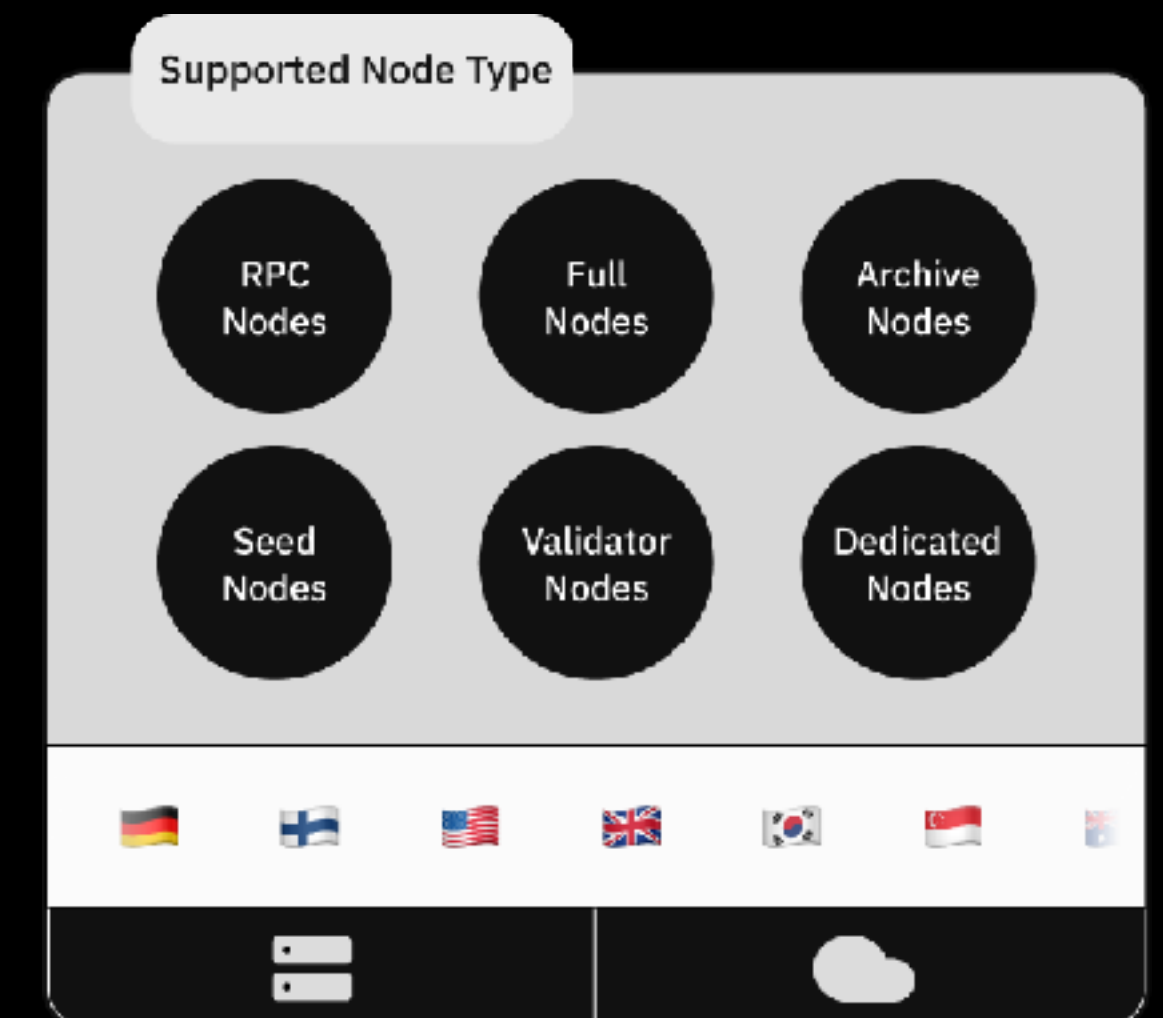 Supported Node Type
RPC
Nodes
Full
Nodes
Archive
Nodes
Seed
Nodes
Validator
Nodes
Dedicated
Nodes